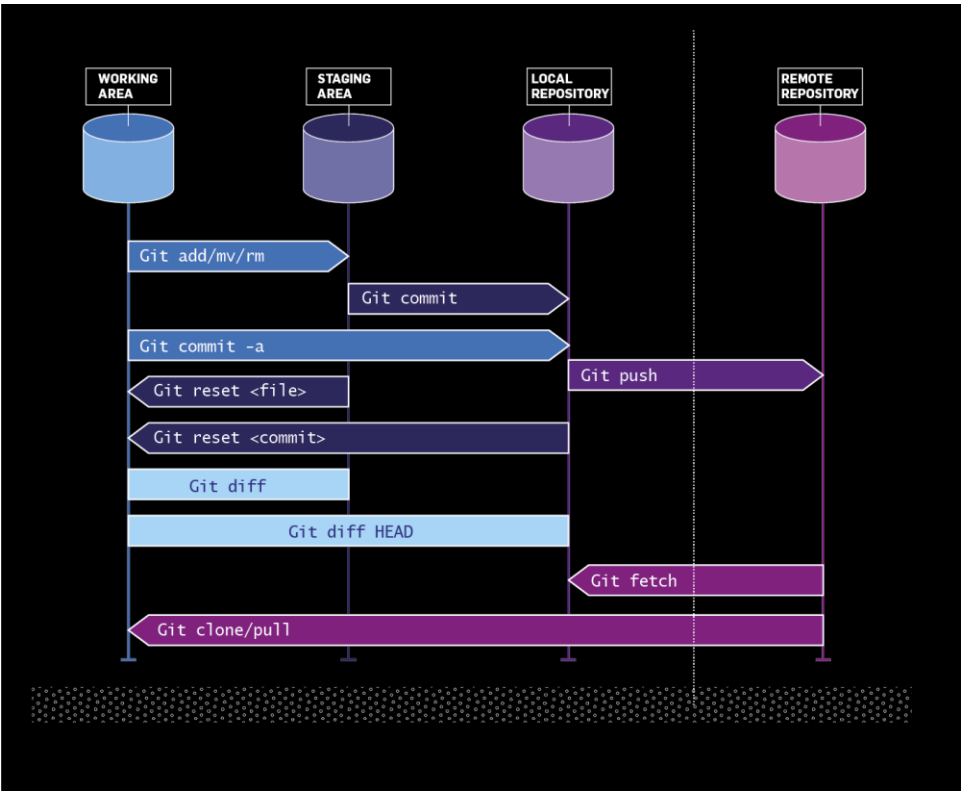 WORKING
AREA
STAGING
AREA
LOCAL
REPOSITORY
REMOTE
REPOSITORY
Git add/mv/rm
Git commit
Git commit –a
Git push
Git reset <file>
Git reset <commit>
Git diff
Git diff HEAD
Git fetch
Git clone/pull